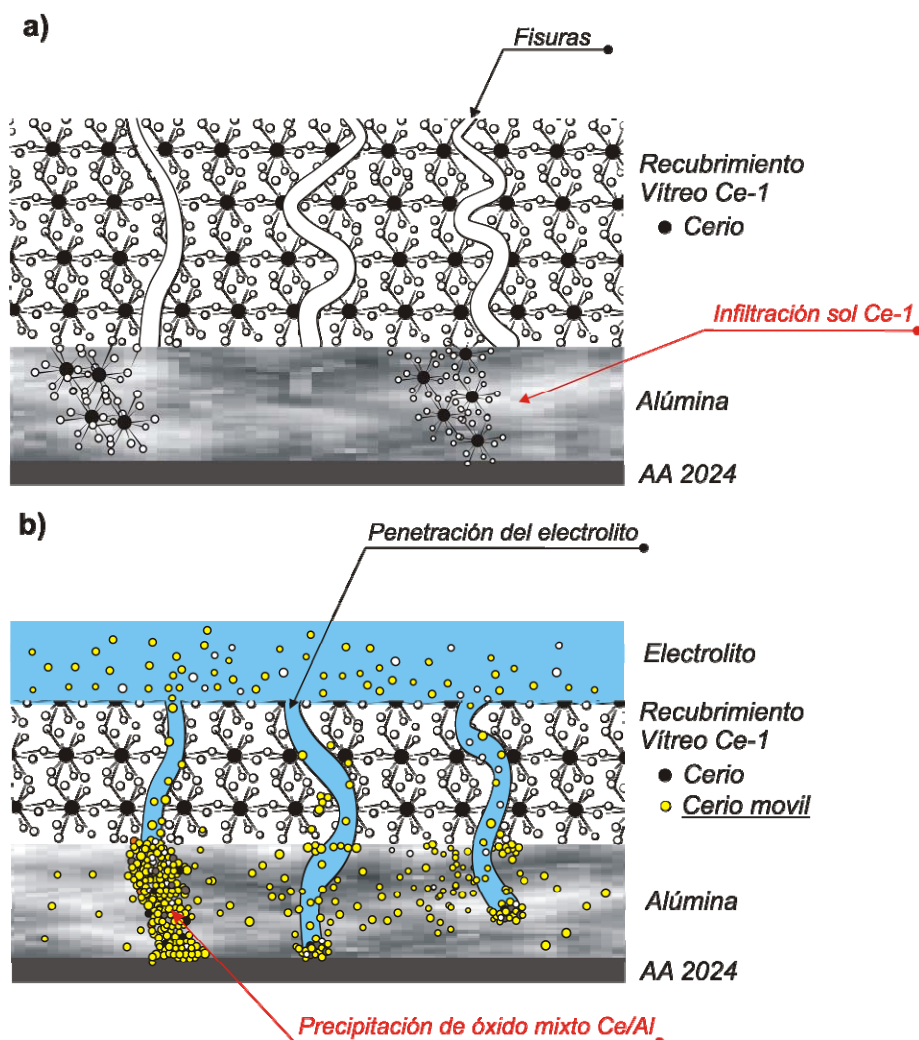 a)
Fisuras
Recubrimiento
Vítreo Ce-1
Cerio
Infiltración sol Ce-1
Alúmina
AA 2024
b)
Penetración del electrolito
Electrolito
Recubrimiento
Vítreo Ce-1
Cerio
Cerio movil
Alúmina
AA 2024
Precipitación de óxido mixto Ce/Al